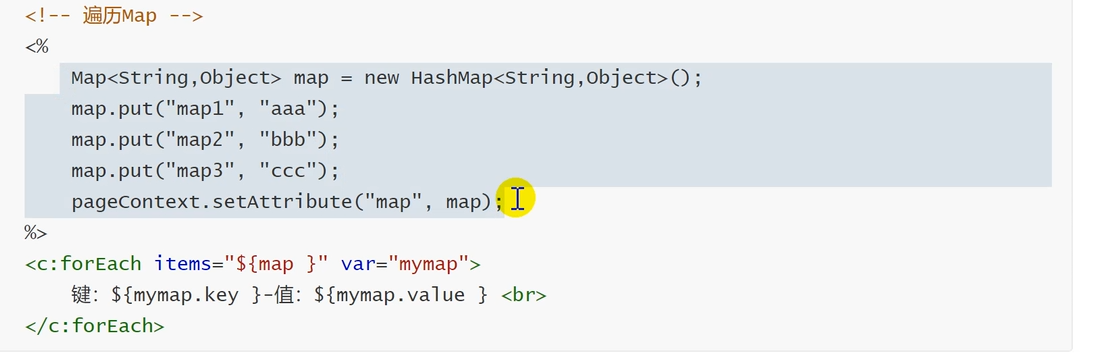 <!-- 遍历Map -->
<%
    Map<String,Object> map = new HashMap<String,Object>();
    map.put("map1", "aaa");
    map.put("map2", "bbb");
    map.put("map3", "ccc");
    pageContext.setAttribute("map", map);
%>
<c:forEach items="${map }" var="mymap">
    键：${mymap.key }-值：${mymap.value } <br>
</c:forEach>